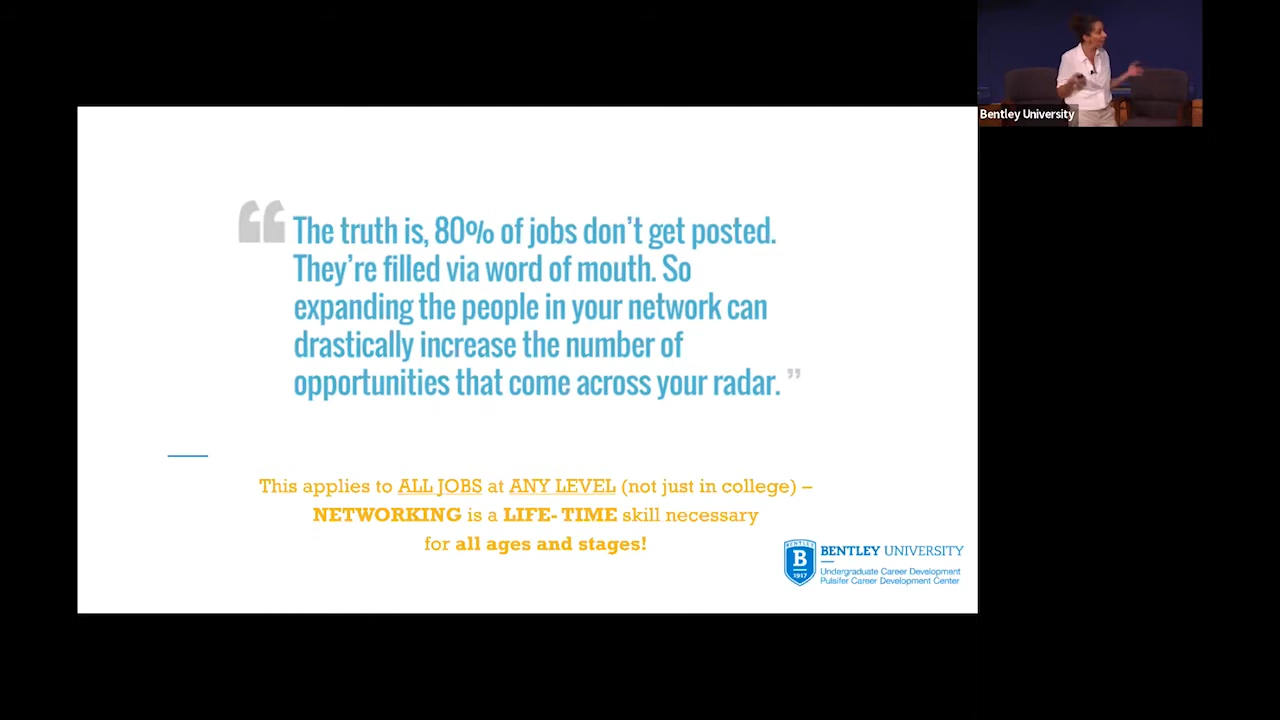 Bentley University
“ The truth is, 80% of jobs don’t get posted.
They’re filled via word of mouth. So
expanding the people in your network can
drastically increase the number of
opportunities that come across your radar. ”
This applies to ALL JOBS at ANY LEVEL (not just in college) –
NETWORKING is a LIFE- TIME skill necessary
for all ages and stages!
BENTLEY
B
1917
BENTLEY UNIVERSITY
Undergraduate Career Development
Pulsifer Career Development Center